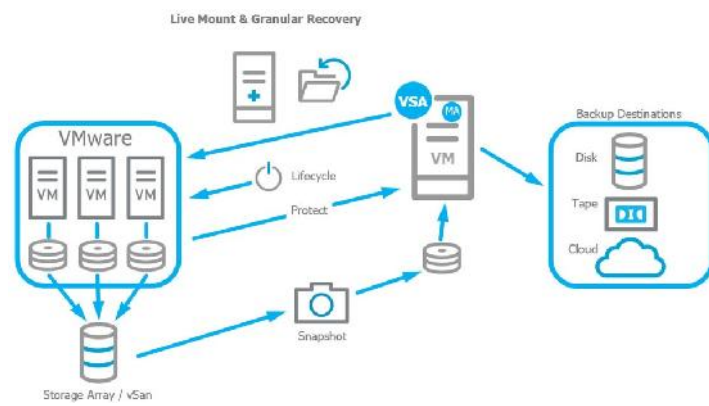 Live Mount & Granular Recovery
VSA
MA
VM
Backup Destinations
Disk
Tape
Cloud
VMware
VM
VM
VM
Lifecycle
Protect
Snapshot
Storage Array / vSan